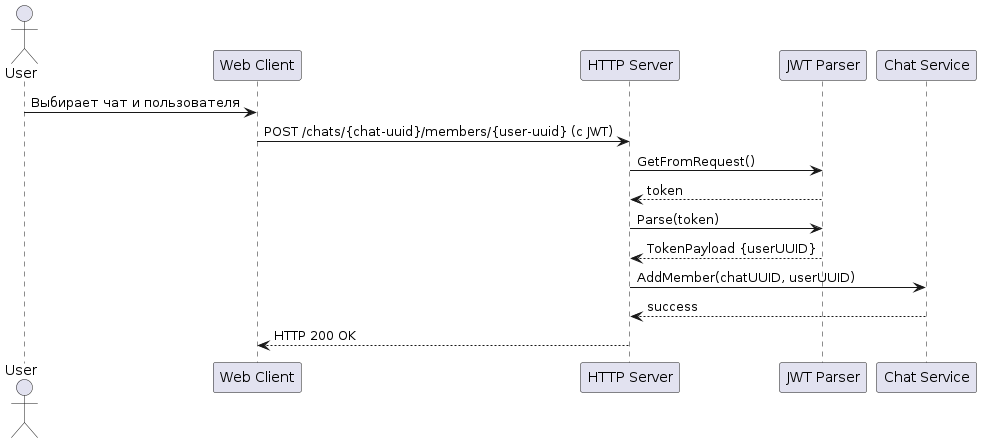 User
Web Client
HTTP Server
JWT Parser
Chat Service
Выбирает чат и пользователя
POST /chats/{chat-uuid}/members/{user-uuid} (с JWT)
GetFromRequest()
token
Parse(token)
TokenPayload {userUUID}
AddMember(chatUUID, userUUID)
success
HTTP 200 OK
User
Web Client
HTTP Server
JWT Parser
Chat Service